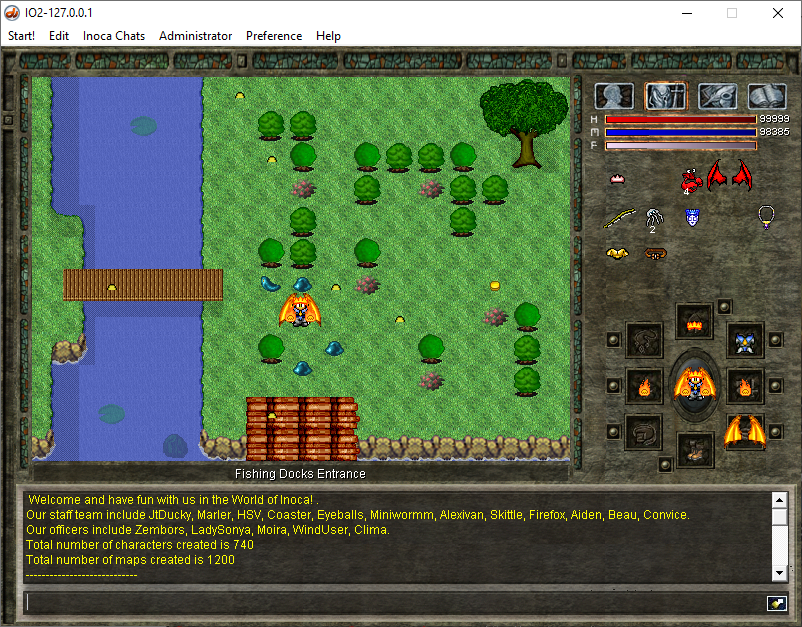 IO2-127.0.0.1
Start! Edit Inoca Chats Administrator Preference Help
H 99999
M 98385
F
4
2
Fishing Docks Entrance
Welcome and have fun with us in the World of Inoca! .
Our staff team include JtDucky, Marler, HSV, Coaster, Eyeballs, Miniwormm, Alexivan, Skittle, Firefox, Aiden, Beau, Convice.
Our officers include Zembors, LadySonya, Moira, WindUser, Clima.
Total number of characters created is 740
Total number of maps created is 1200
----------------------------